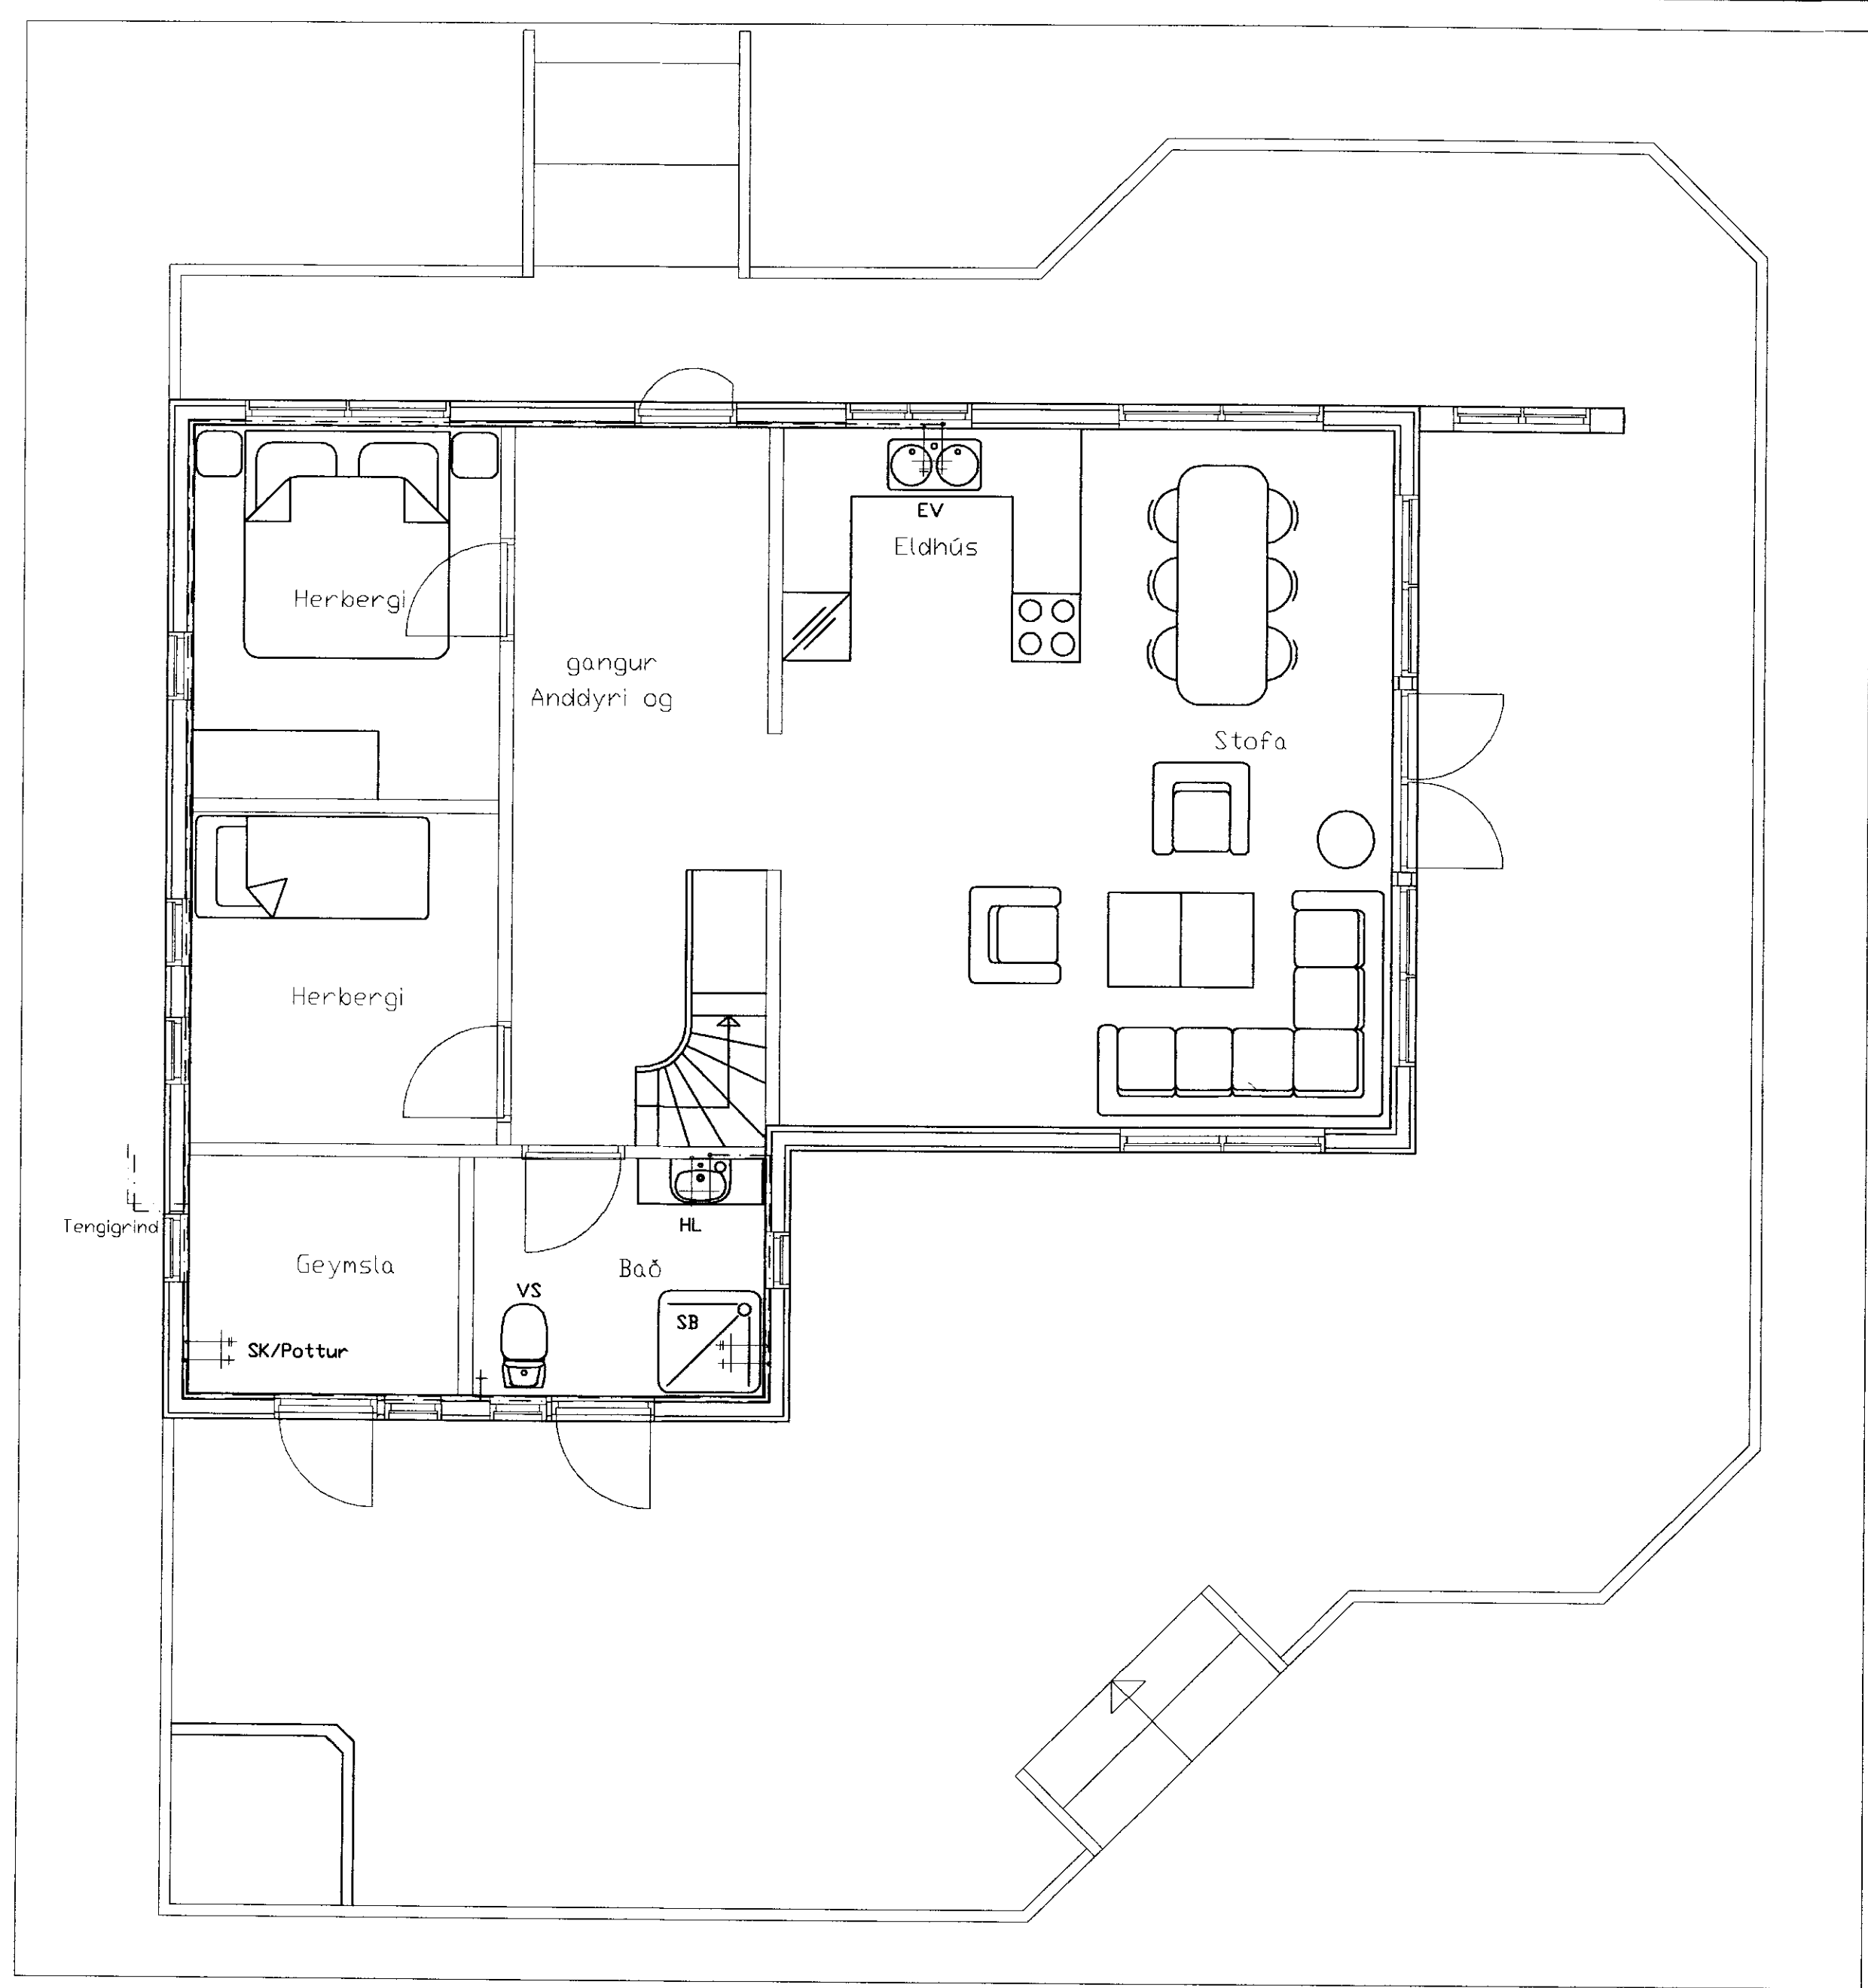 EV
Eldhús
Herbergi
gangur
Anddyri og
Stofa
Herbergi
Tengigrind
HL
Geymsla
Bað
VS
SB
SK/Pottur